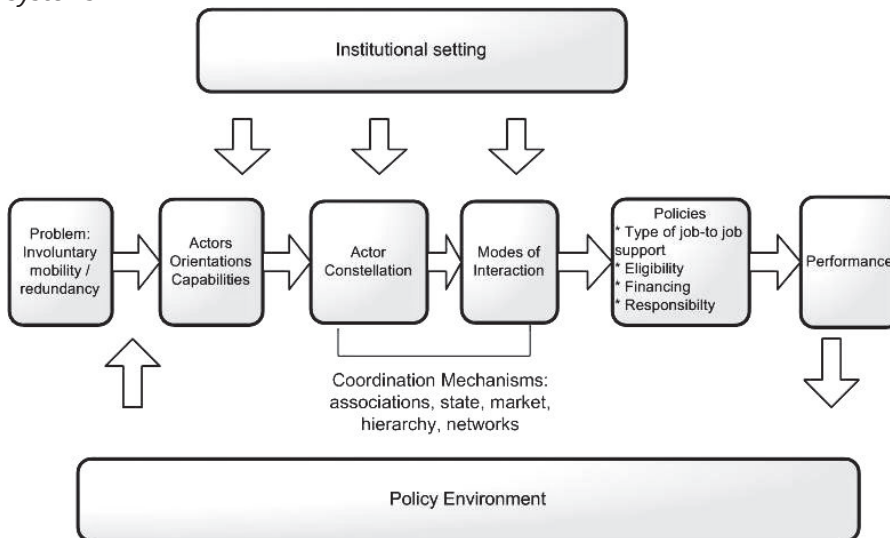 Institutional setting
Problem:
Involuntary
mobility /
redundancy
Actors
Orientations
Capabilities
Actor
Constellation
Modes of
Interaction
Policies
* Type of job-to job
support
* Eligibility
* Financing
* Responsibilty
Performance
Coordination Mechanisms:
associations, state, market,
hierarchy, networks
Policy Environment